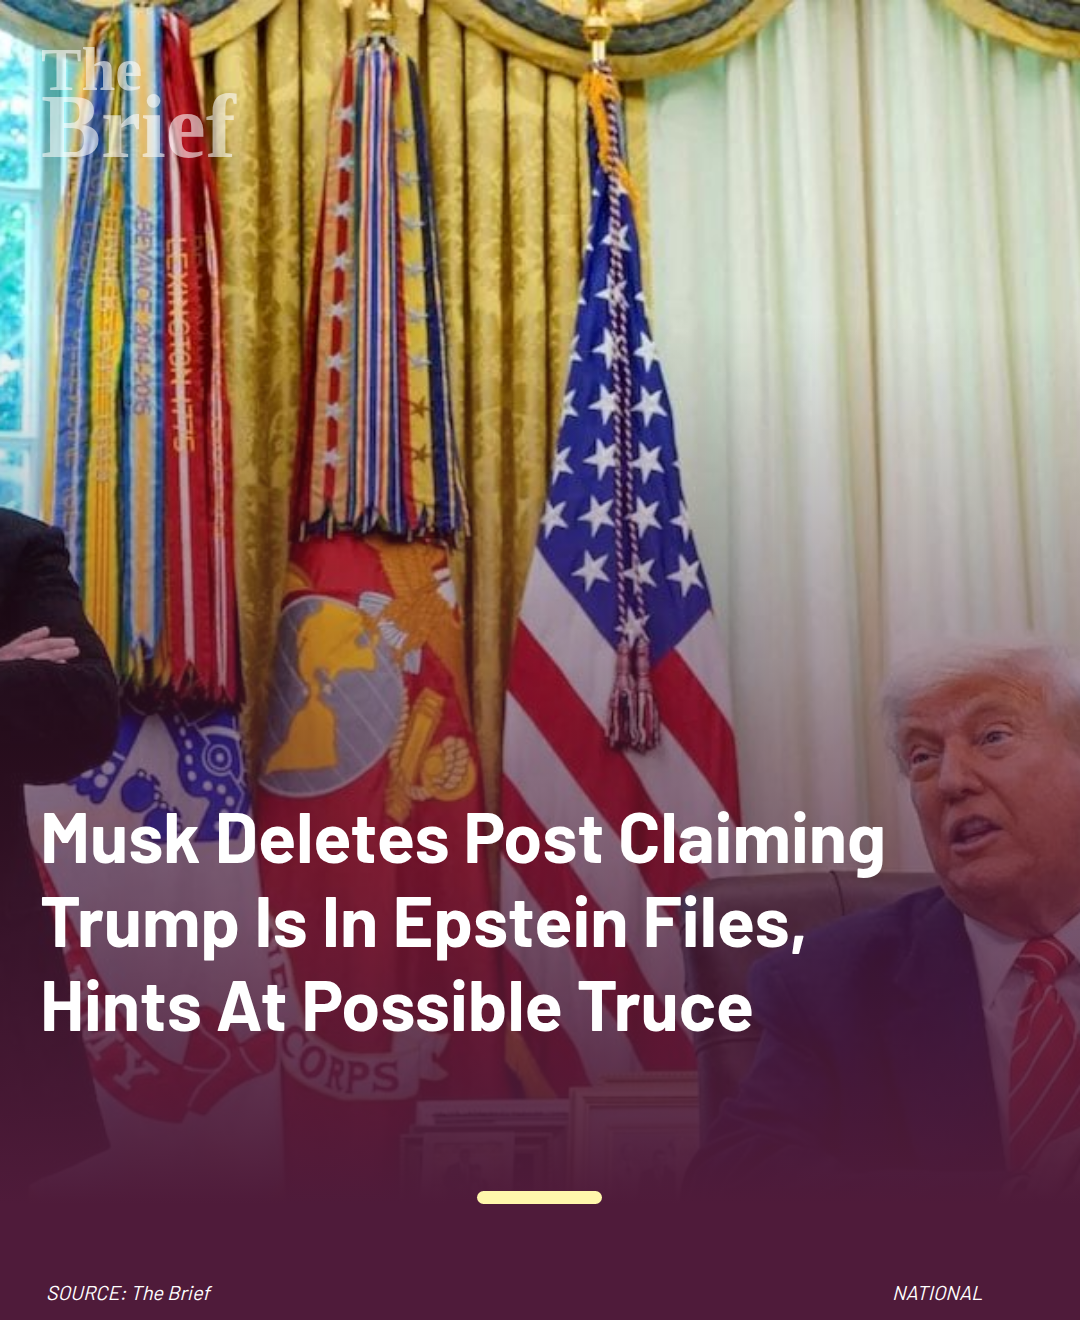 The
Brief
ABEYANCE 2014-2015
LEXINGTON 1775
Musk Deletes Post Claiming
Trump Is In Epstein Files,
Hints At Possible Truce
CORPS
SOURCE: The Brief
NATIONAL